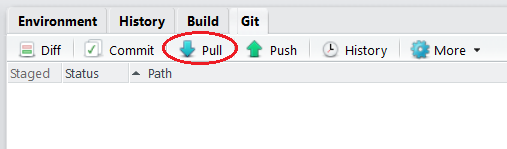 Environment History Build Git
Diff Commit Pull Push History More
Staged Status Path